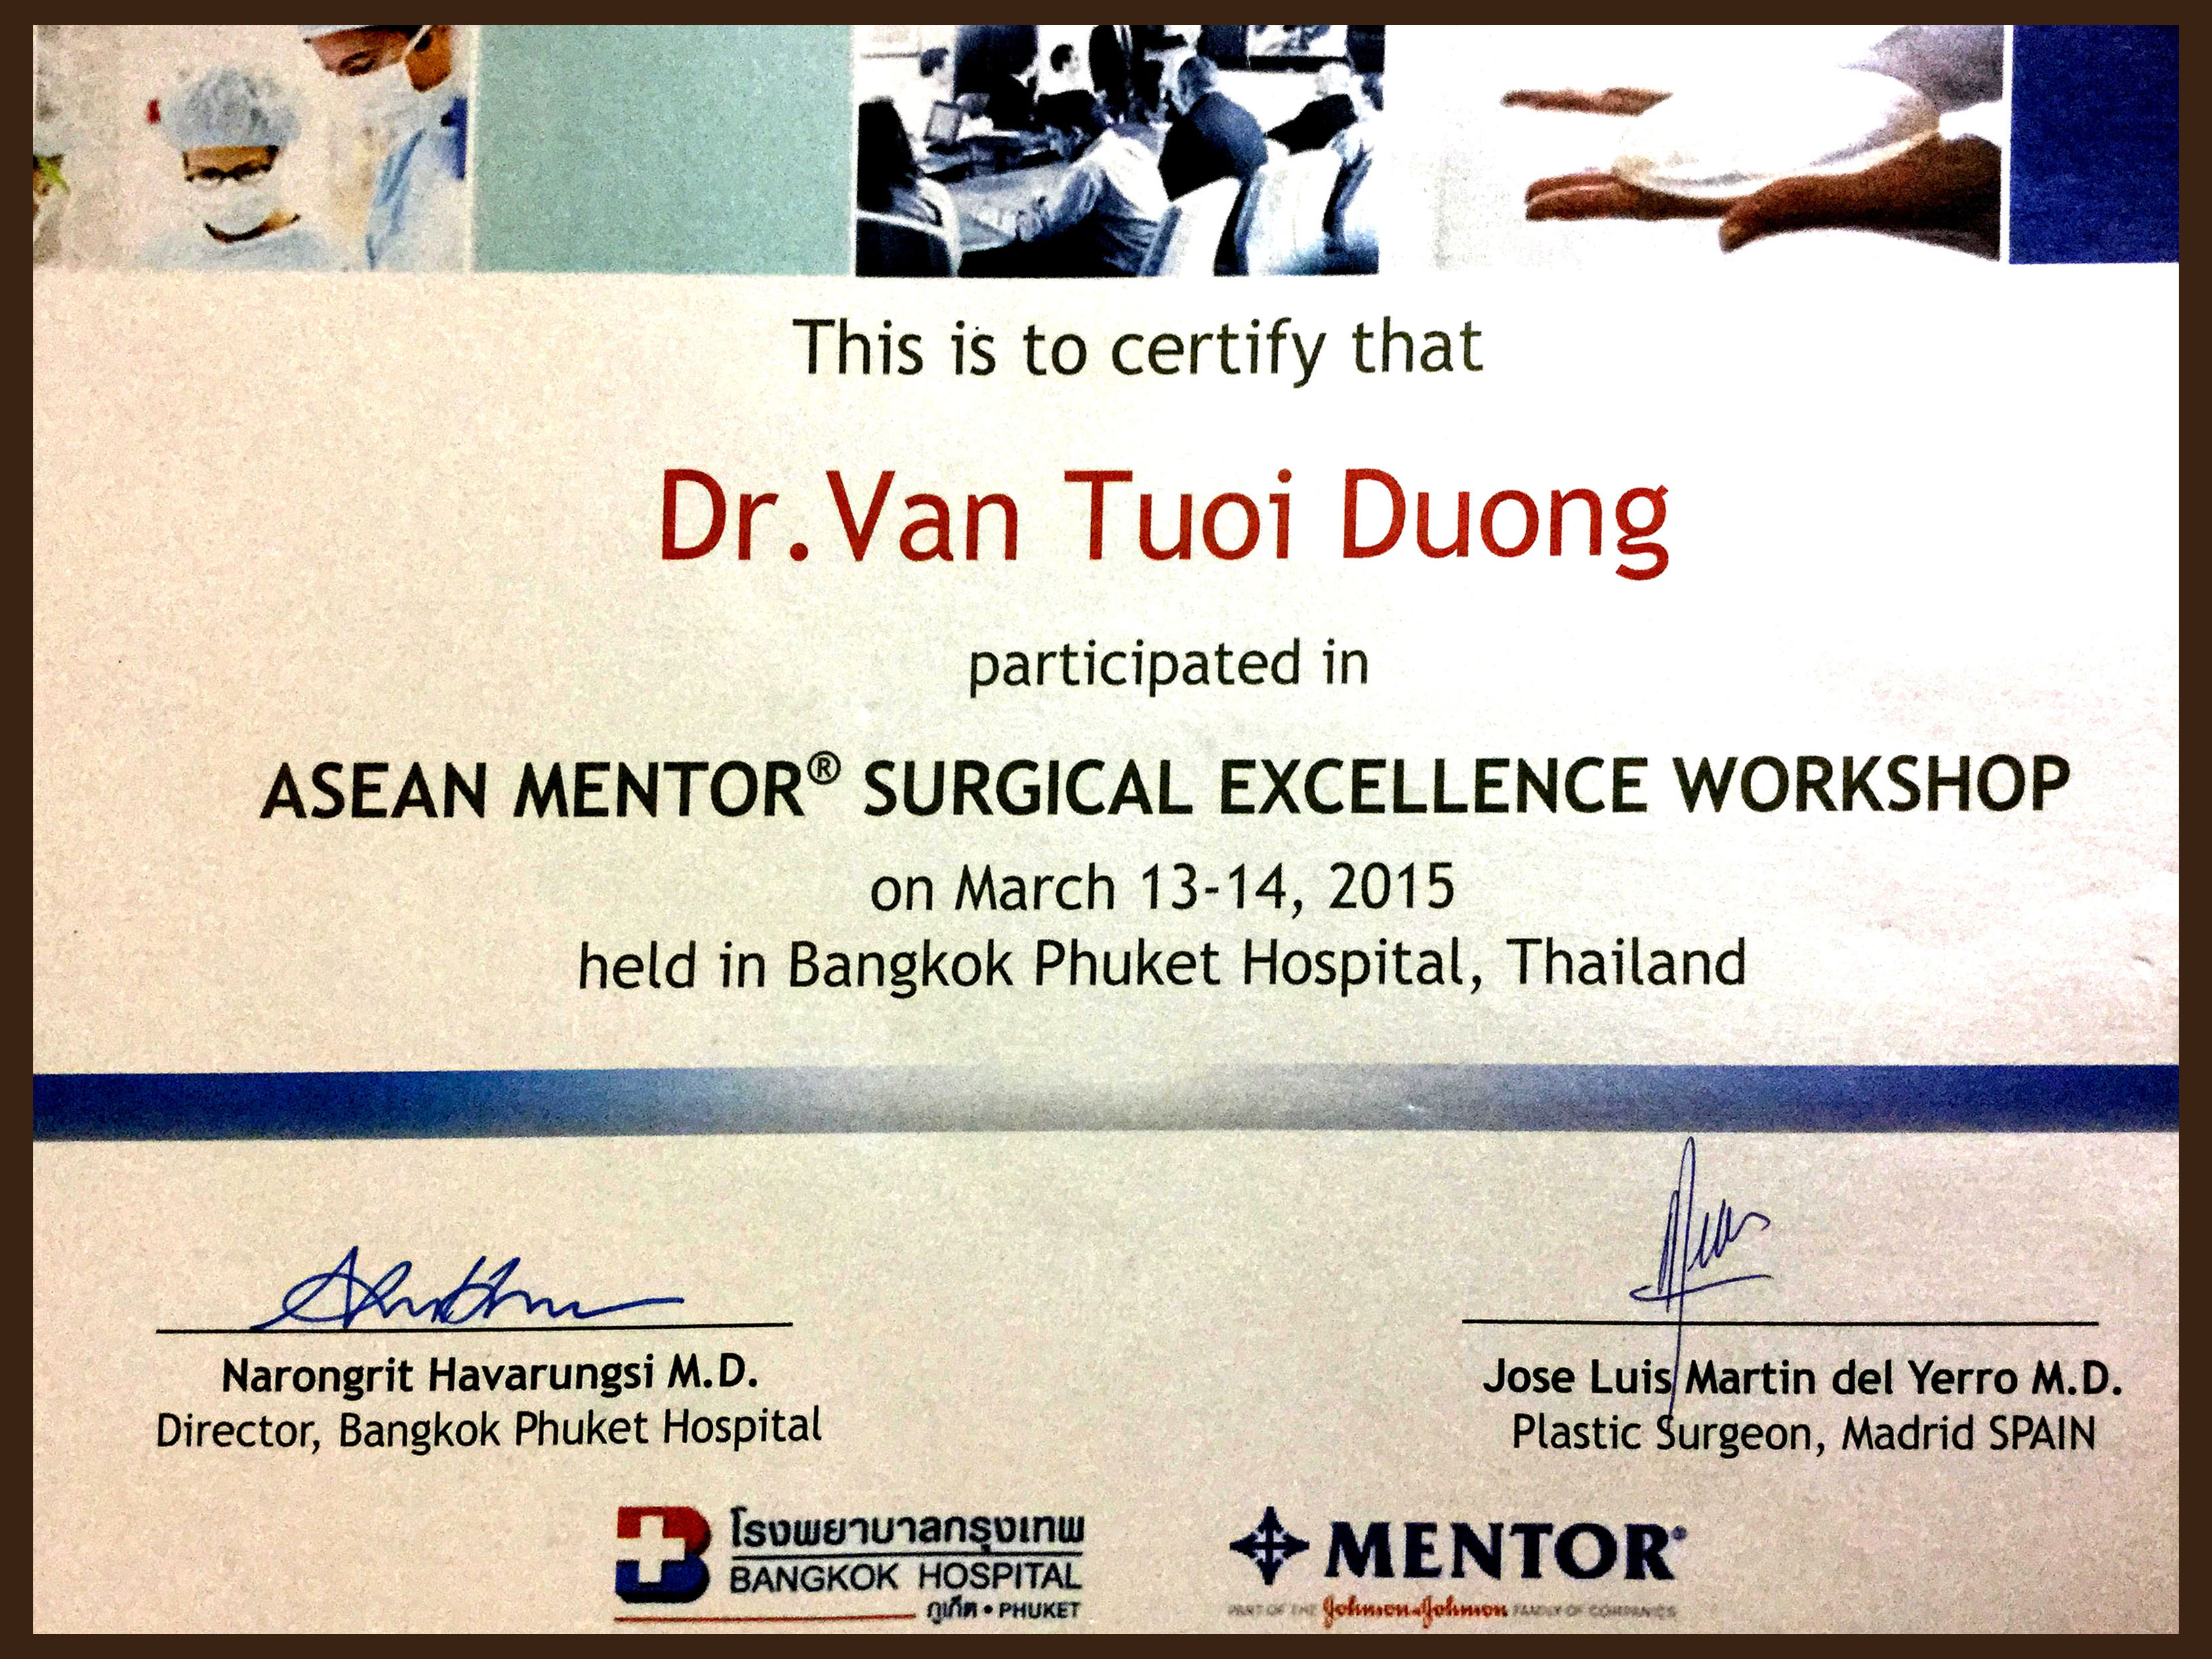 This is to certify that
Dr. Van Tuoi Duong
participated in
ASEAN MENTOR® SURGICAL EXCELLENCE WORKSHOP
on March 13-14, 2015
held in Bangkok Phuket Hospital, Thailand
Narongrit Havarungsi M.D.
Director, Bangkok Phuket Hospital
Jose Luis Martin del Yerro M.D.
Plastic Surgeon, Madrid SPAIN
โรงพยาบาลกรุงเทพ
BANGKOK HOSPITAL
ภูเก็ต • PHUKET
MENTOR®
PART OF THE Johnson & Johnson FAMILY OF COMPANIES